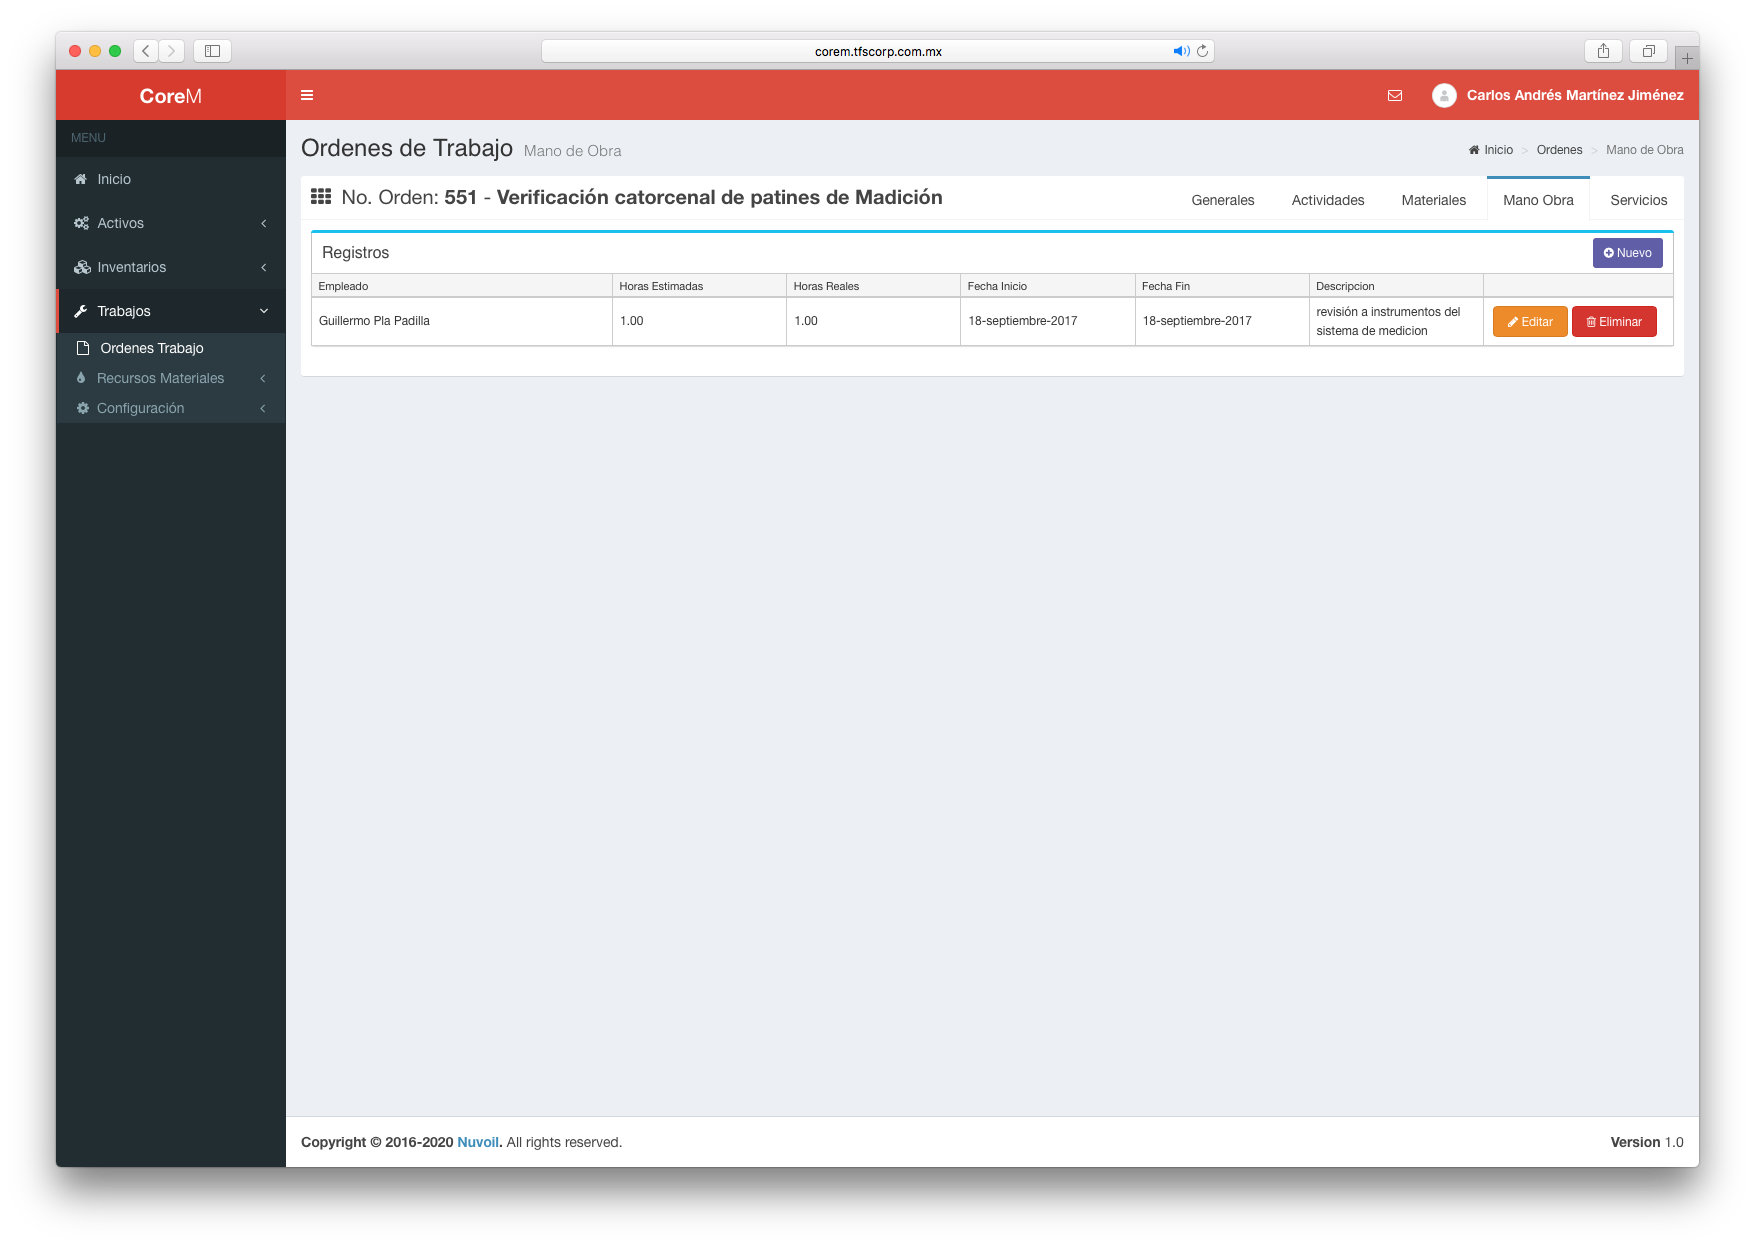 corem.tfscorp.com.mx
CoreM
Carlos Andrés Martínez Jiménez
MENU
Inicio
Activos
Inventarios
Trabajos
Ordenes Trabajo
Recursos Materiales
Configuración
Ordenes de Trabajo Mano de Obra
Inicio > Ordenes > Mano de Obra
No. Orden: 551 - Verificación catorcenal de patines de Madición
Generales Actividades Materiales Mano Obra Servicios
Registros
Nuevo
Empleado Horas Estimadas Horas Reales Fecha Inicio Fecha Fin Descripcion
Guillermo Pla Padilla 1.00 1.00 18-septiembre-2017 18-septiembre-2017 revisión a instrumentos del
sistema de medicion
Editar Eliminar
Copyright © 2016-2020 Nuvoil. All rights reserved.
Version 1.0